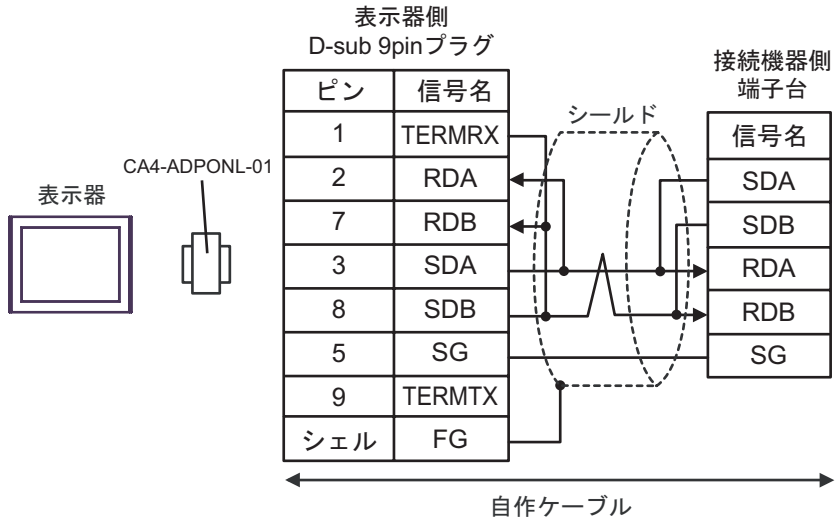 表示器側
D-sub 9pinプラグ
接続機器側
端子台
ピン 信号名
シールド
信号名
1 TERMRX
CA4-ADPONL-01
表示器
2 RDA
SDA
7 RDB
SDB
3 SDA
RDA
8 SDB
RDB
5 SG
SG
9 TERMTX
シェル FG
自作ケーブル